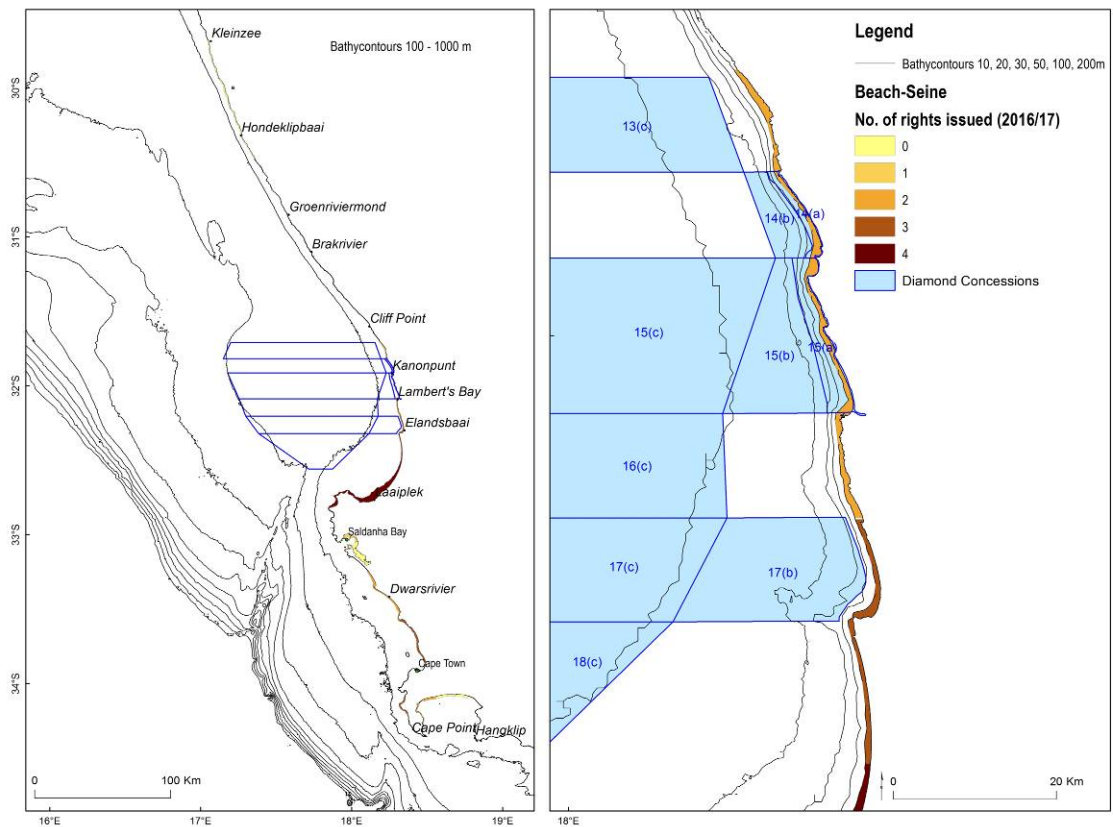 Kleinzee
Bathycontours 100 - 1000 m
30°S
Hondeklipbaai
Groenriviermond
31°S
Brakrivier
Cliff Point
Kanonpunt
32°S
Lambert's Bay
Elandsbaai
aaiplek
Saldanha Bay
33°S
Dwarsrivier
Cape Town
34°S
Cape Point
Hangklip
0
100 Km
16°E
17°E
18°E
19°E
13(c)
14(a)
14(b)
15(c)
15(b)
15(a)
16(c)
17(c)
17(b)
18(c)
Legend
Bathycontours 10, 20, 30, 50, 100, 200m
Beach-Seine
No. of rights issued (2016/17)
0
1
2
3
4
Diamond Concessions
0
20 Km
18°E